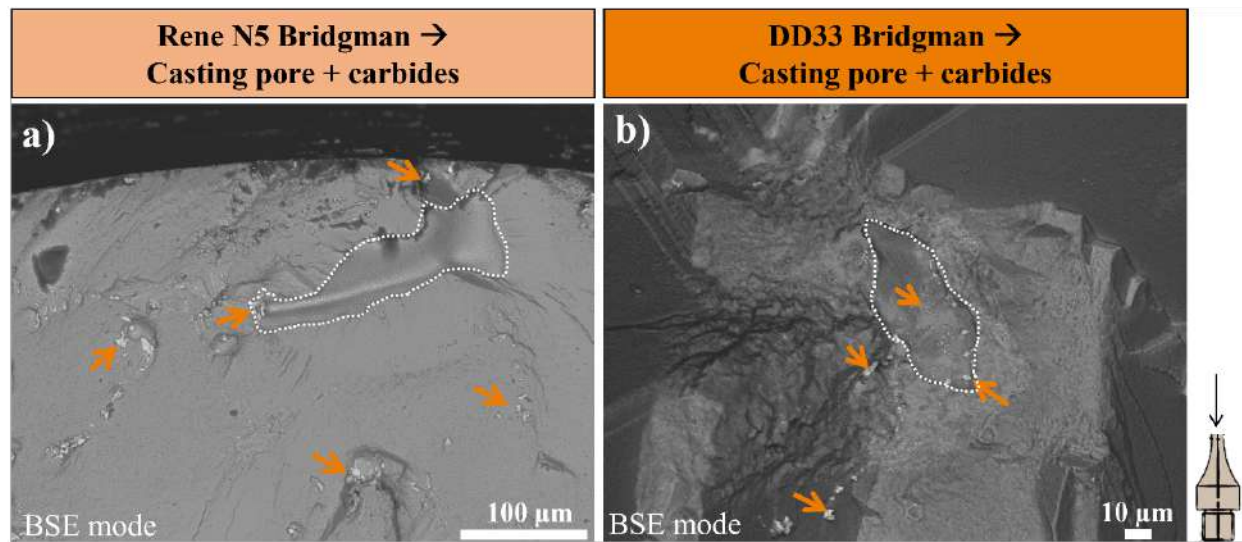 Rene N5 Bridgman →
Casting pore + carbides
DD33 Bridgman →
Casting pore + carbides
a)
b)
BSE mode
100 µm
BSE mode
10 µm